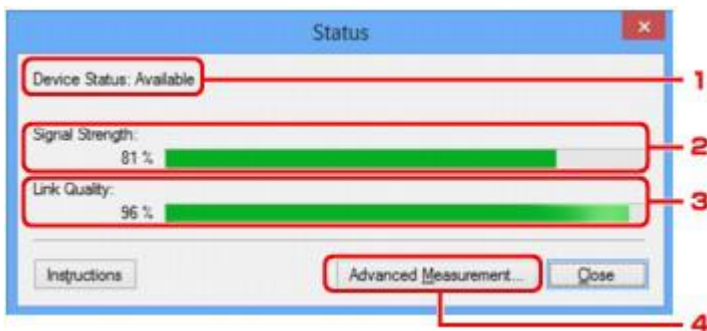 Status
Device Status: Available
1
Signal Strength:
81 %
2
Link Quality:
96 %
3
Instructions
Advanced Measurement...
Close
4